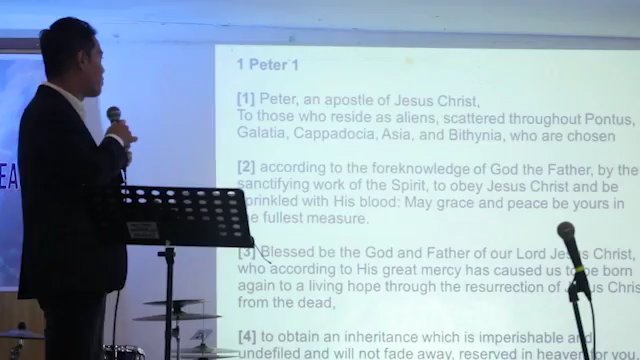 EA
1 Peter 1
[1] Peter, an apostle of Jesus Christ,
To those who reside as aliens, scattered throughout Pontus,
Galatia, Cappadocia, Asia, and Bithynia, who are chosen
[2] according to the foreknowledge of God the Father, by the
sanctifying work of the Spirit, to obey Jesus Christ and be
sprinkled with His blood: May grace and peace be yours in
the fullest measure.
[3] Blessed be the God and Father of our Lord Jesus Christ,
who according to His great mercy has caused us to be born
again to a living hope through the resurrection of Jesus Chris
from the dead,
[4] to obtain an inheritance which is imperishable and
undefiled and will not fade away, reserved in heaven for you